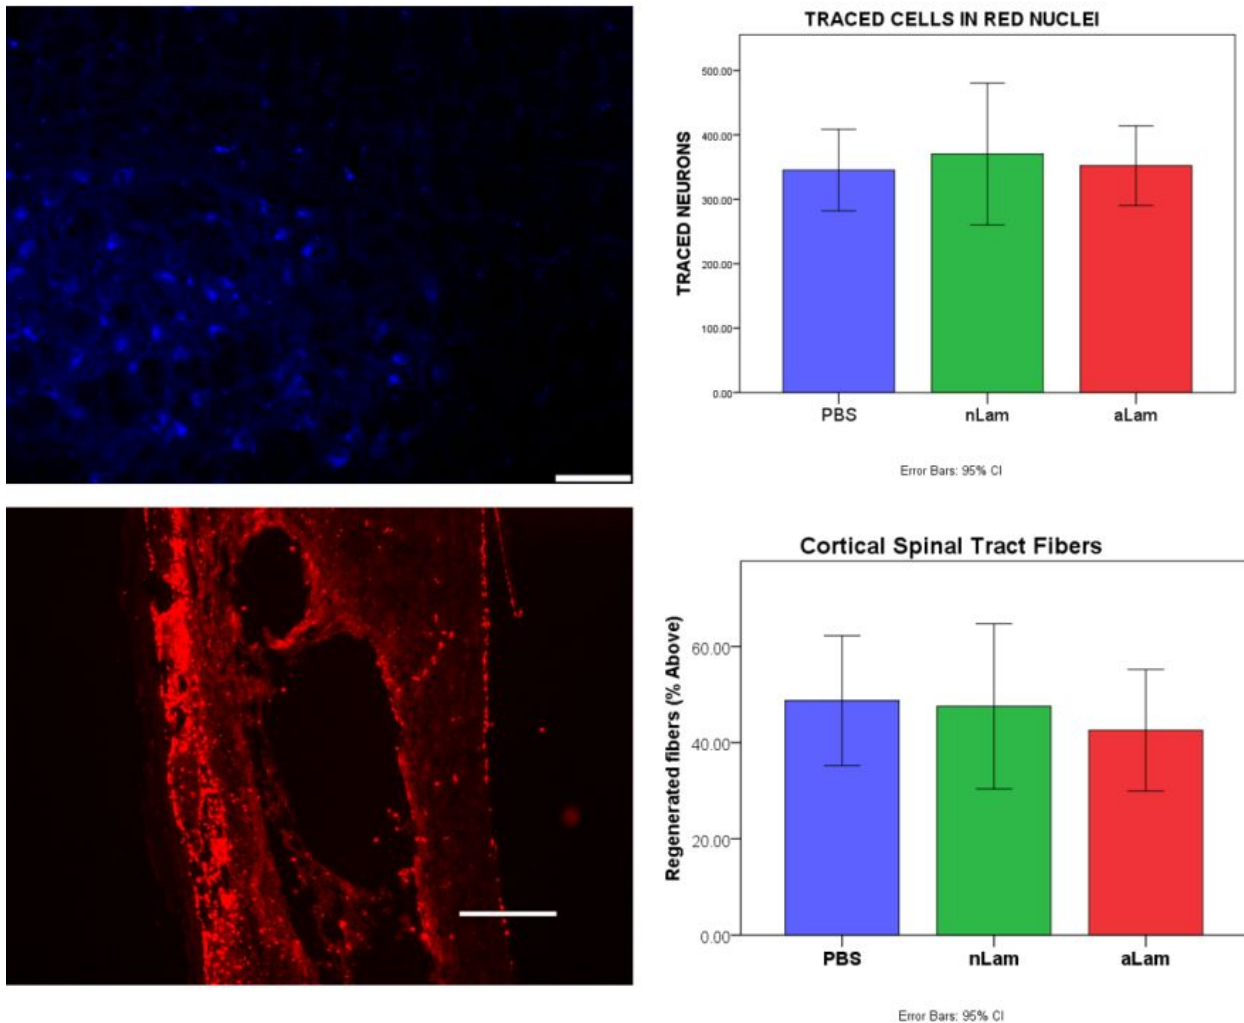 TRACED CELLS IN RED NUCLEI
TRACED NEURONS
500.00
400.00
300.00
200.00
100.00
0.00
PBS nLam aLam
Error Bars: 95% CI
Cortical Spinal Tract Fibers
Regenerated fibers (% Above)
60.00
40.00
20.00
0.00
PBS nLam aLam
Error Bars: 95% CI